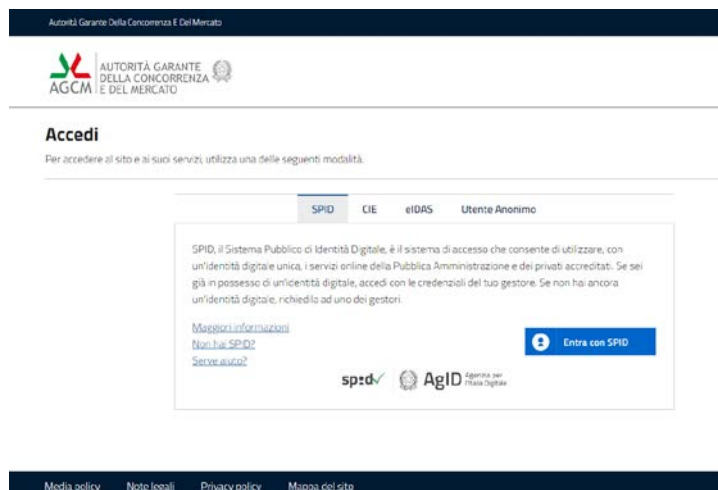 Autorità Garante Della Concorrenza E Del Mercato
AGCM
AUTORITÀ GARANTE
DELLA CONCORRENZA
E DEL MERCATO
Accedi
Per accedere al sito e ai suoi servizi, utilizza una delle seguenti modalità.
SPID CIE eIDAS Utente Anonimo
SPID, il Sistema Pubblico di Identità Digitale, è il sistema di accesso che consente di utilizzare, con
un'identità digitale unica, i servizi online della Pubblica Amministrazione e dei privati accreditati. Se sei
già in possesso di un'identità digitale, accedi con le credenziali del tuo gestore. Se non hai ancora
un'identità digitale, richiedila ad uno dei gestori.
Maggiori informazioni
Non hai SPID?
Serve aiuto?
Entra con SPID
spid
AgID Agenzia per
l'Italia Digitale
Media policy Note legali Privacy policy Mappa del sito